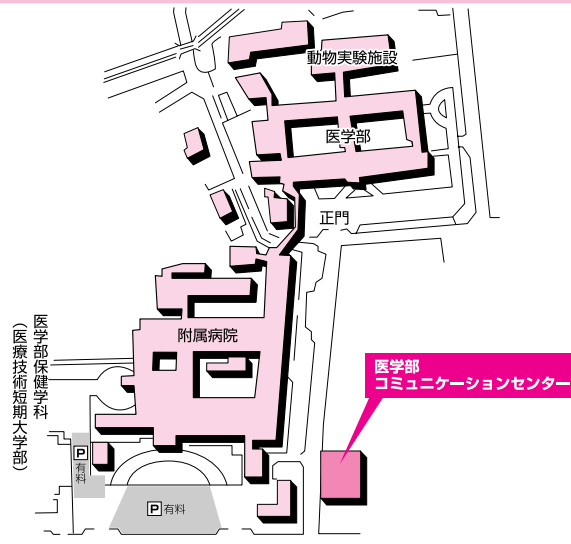 動物実験施設
医学部
正門
附属病院
医学部保健学科
（医療技術短期大学部）
医学部
コミュニケーションセンター
P
有料
P 有料